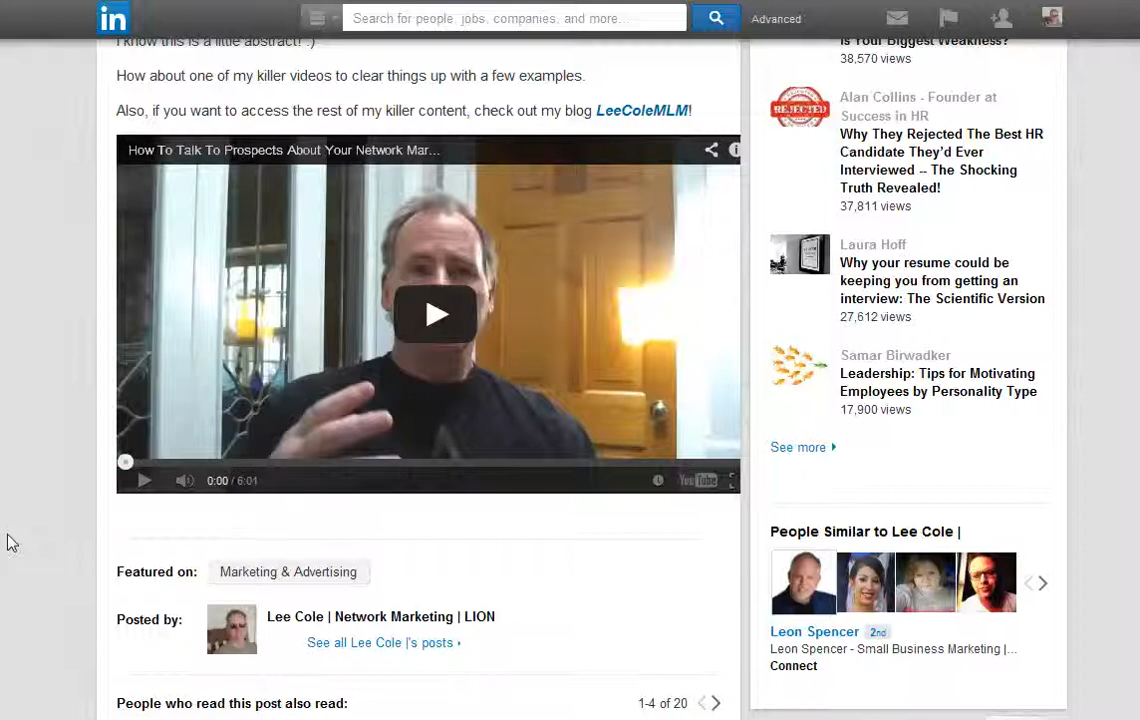 in
Search for people, jobs, companies, and more...
Advanced
I know this is a little abstract! :)
How about one of my killer videos to clear things up with a few examples.
Also, if you want to access the rest of my killer content, check out my blog LeeColeMLM!
How To Talk To Prospects About Your Network Mar...
0:00 / 6:01
YouTube
Featured on: Marketing & Advertising
Posted by: Lee Cole | Network Marketing | LION
See all Lee Cole |'s posts ›
People who read this post also read: 1-4 of 20
Is Your Biggest Weakness?
38,570 views
REJECTED
Alan Collins - Founder at
Success in HR
Why They Rejected The Best HR
Candidate They'd Ever
Interviewed -- The Shocking
Truth Revealed!
37,811 views
Laura Hoff
Why your resume could be
keeping you from getting an
interview: The Scientific Version
27,612 views
Samar Birwadker
Leadership: Tips for Motivating
Employees by Personality Type
17,900 views
See more
People Similar to Lee Cole |
Leon Spencer 2nd
Leon Spencer - Small Business Marketing |...
Connect